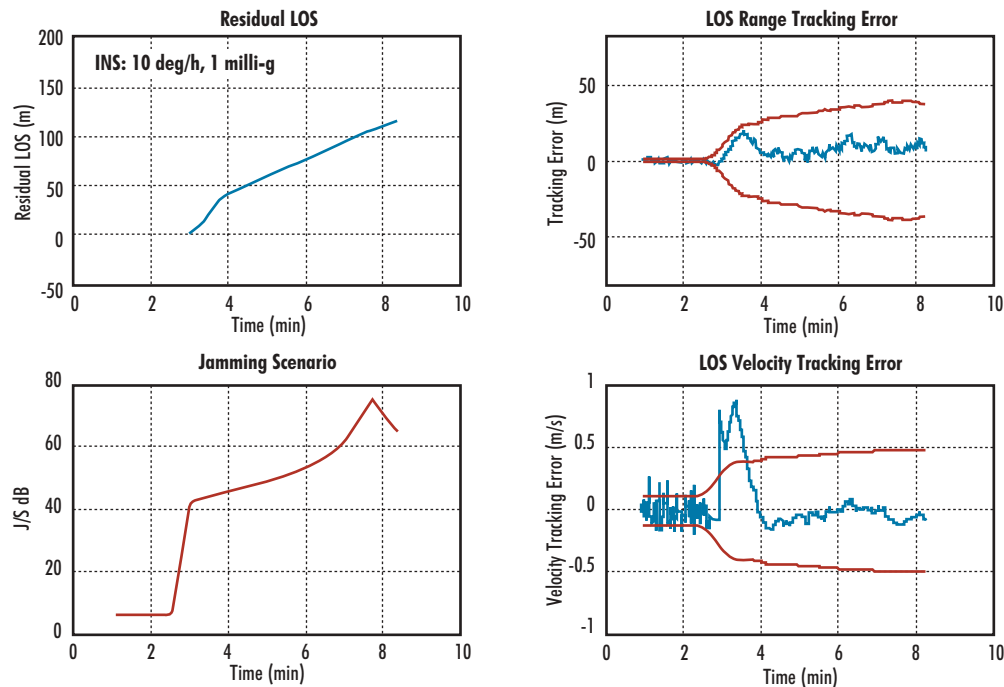 Residual LOS
200
150
100
50
0
-50
INS: 10 deg/h, 1 milli-g
Residual LOS (m)
0 2 4 6 8 10
Time (min)
LOS Range Tracking Error
50
0
-50
Tracking Error (m)
0 2 4 6 8 10
Time (min)
Jamming Scenario
80
60
40
20
0
J/S dB
0 2 4 6 8 10
Time (min)
LOS Velocity Tracking Error
1
0.5
0
-0.5
-1
Velocity Tracking Error (m/s)
0 2 4 6 8 10
Time (min)